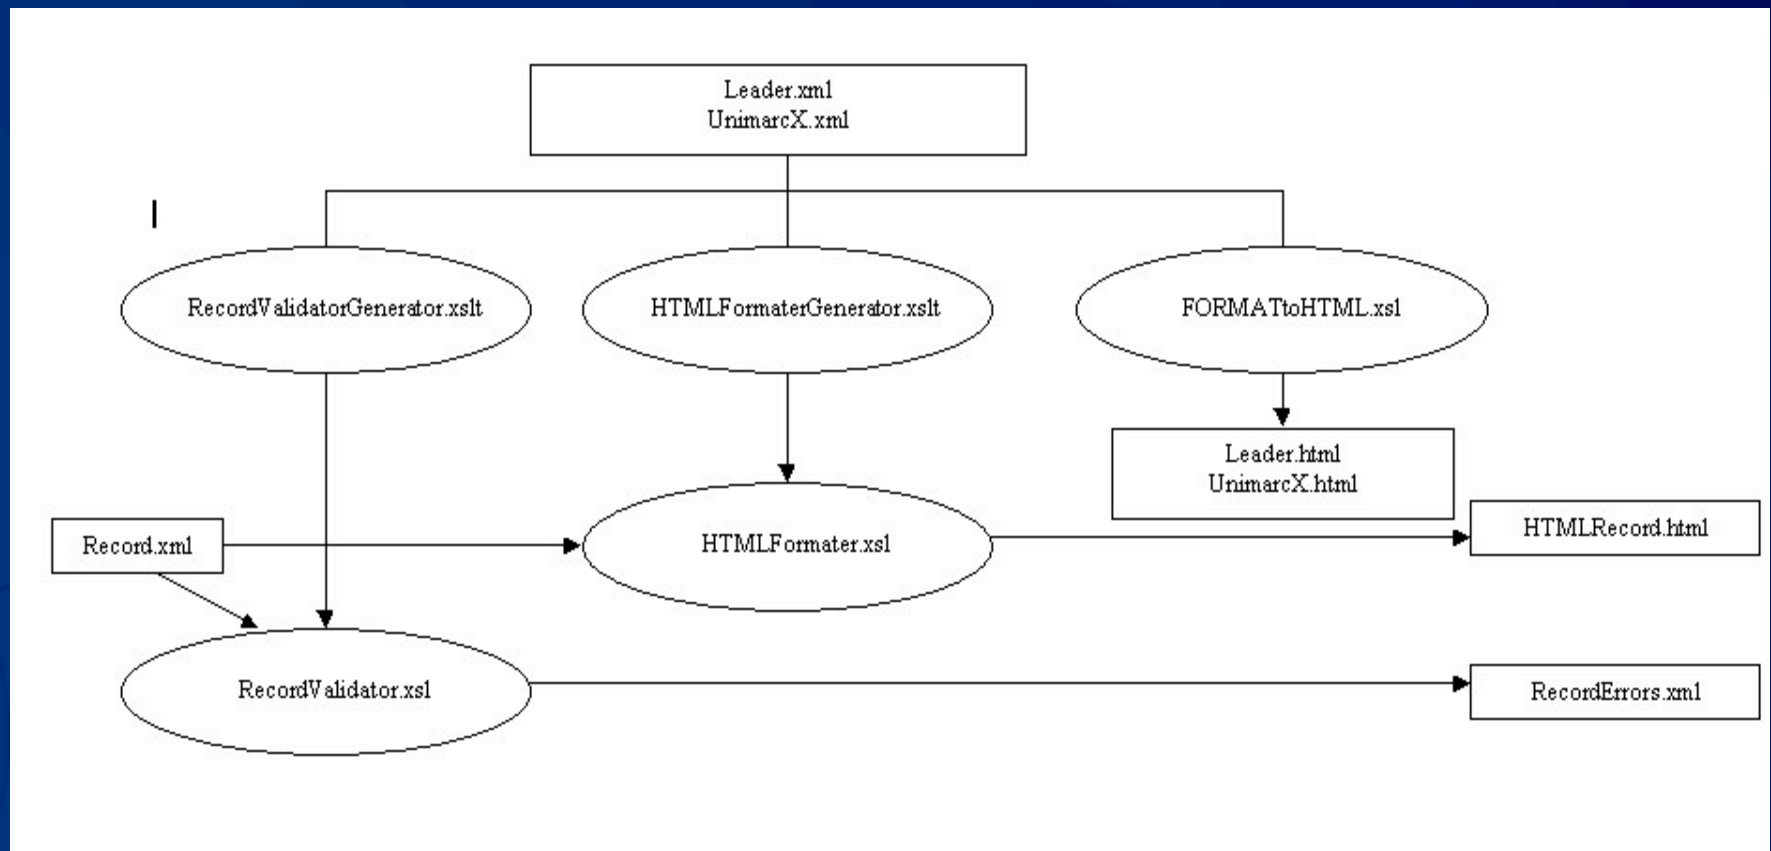 Leader.xml
UnimarcX.xml
RecordValidatorGenerator.xslt
HTMLFormaterGenerator.xslt
FORMATtoHTML.xsl
Leader.html
UnimarcX.html
Record.xml
HTMLFormater.xsl
HTMLRecord.html
RecordValidator.xsl
RecordErrors.xml